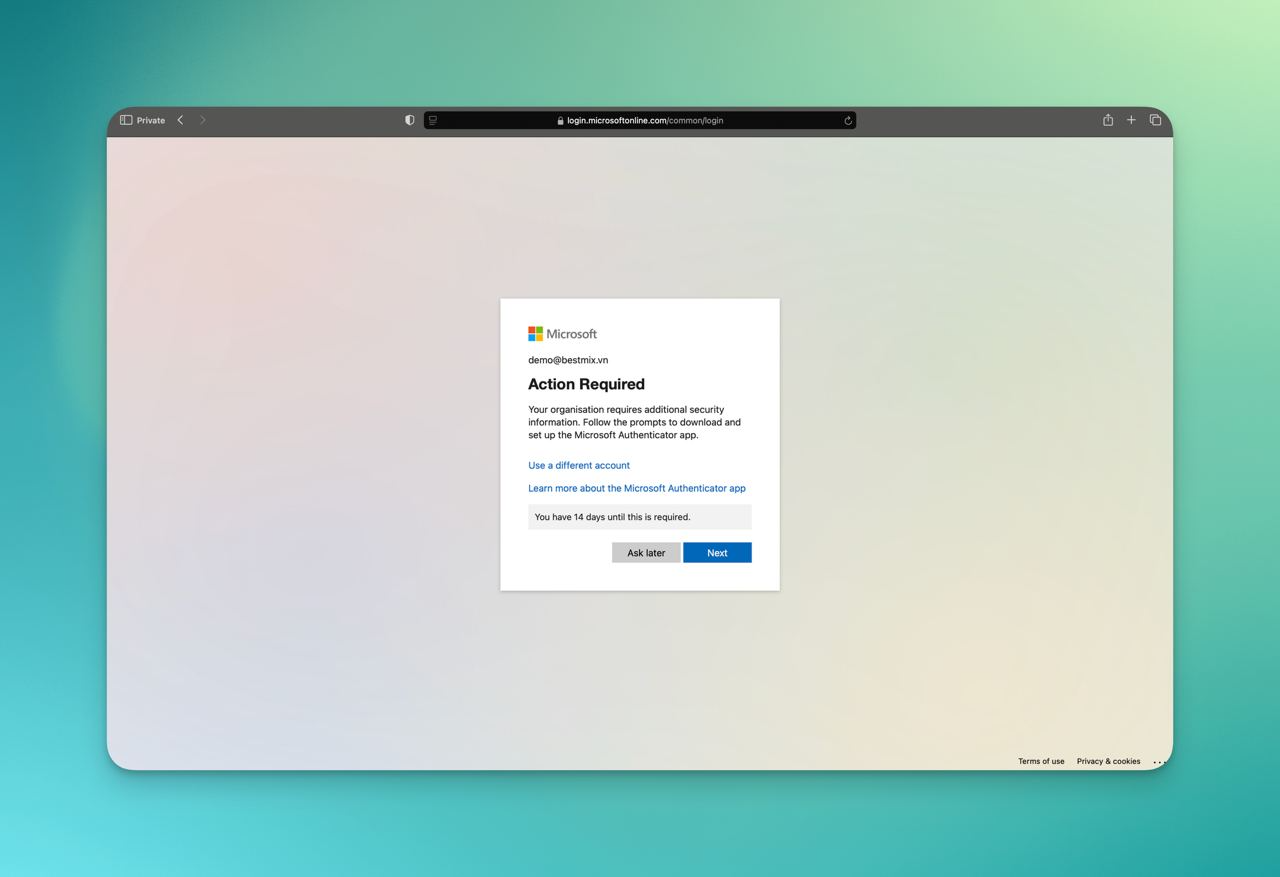 Private
login.microsoftonline.com/common/login
Microsoft
demo@bestmix.vn
Action Required
Your organisation requires additional security
information. Follow the prompts to download and
set up the Microsoft Authenticator app.
Use a different account
Learn more about the Microsoft Authenticator app
You have 14 days until this is required.
Ask later Next
Terms of use Privacy & cookies ...